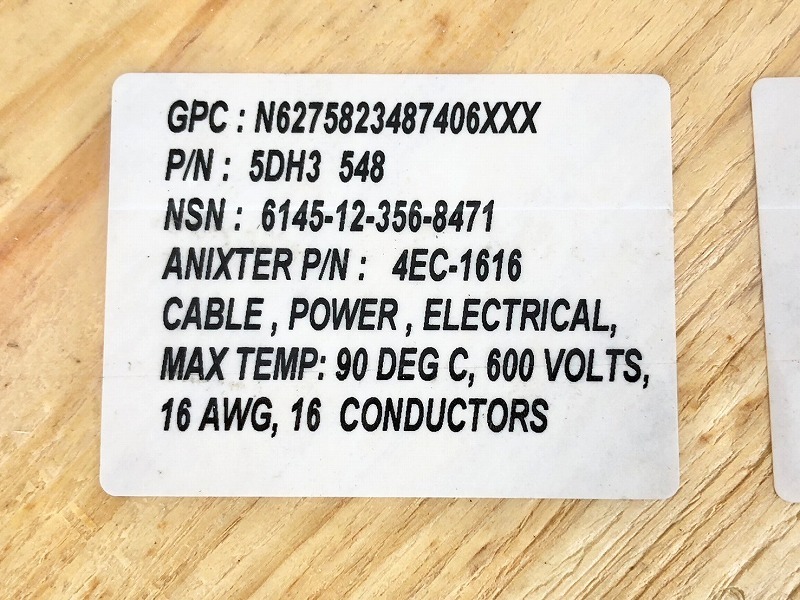 GPC : N6275823487406XXX
P/N : 5DH3 548
NSN : 6145-12-356-8471
ANIXTER P/N : 4EC-1616
CABLE , POWER , ELECTRICAL,
MAX TEMP: 90 DEG C, 600 VOLTS,
16 AWG, 16 CONDUCTORS